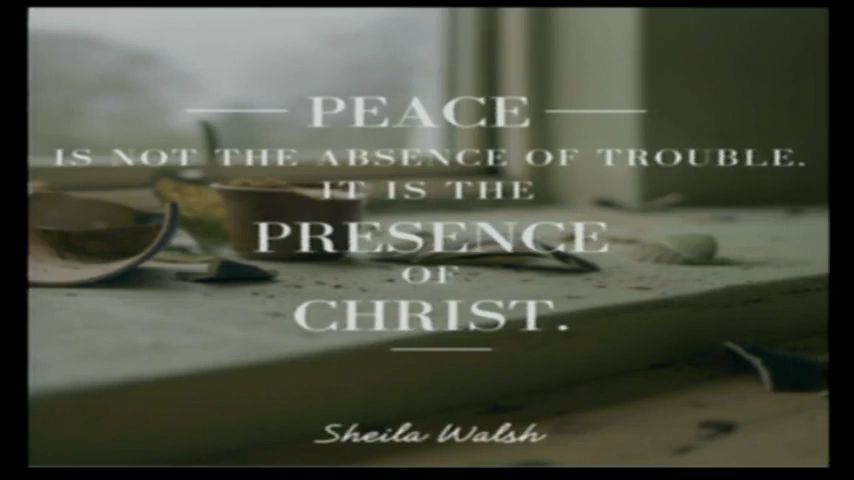 PEACE
IS NOT THE ABSENCE OF TROUBLE.
IT IS THE
PRESENCE
OF
CHRIST.
Sheila Walsh